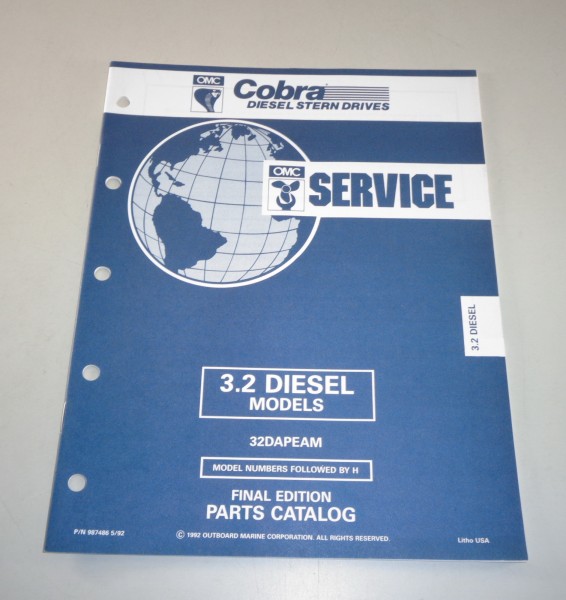 OMC
Cobra
DIESEL STERN DRIVES
OMC
SERVICE
3.2 DIESEL
3.2 DIESEL
MODELS
32DAPEAM
MODEL NUMBERS FOLLOWED BY H
FINAL EDITION
PARTS CATALOG
P/N 987486 5/92
© 1992 OUTBOARD MARINE CORPORATION. ALL RIGHTS RESERVED.
Litho USA